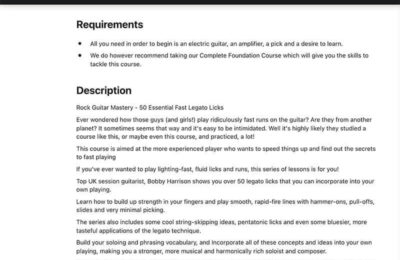 Requirements
All you need in order to begin is an electric guitar, an amplifier, a pick and a desire to learn.
We do however recommend taking our Complete Foundation Course which will give you the skills to
tackle this course.
Description
Rock Guitar Mastery - 50 Essential Fast Legato Licks
Ever wondered how those guys (and girls!) play ridiculously fast runs on the guitar? Are they from another
planet? It sometimes seems that way and it's easy to be intimidated. Well it's highly likely they studied a
course like this, or maybe even this course, and practiced, a lot!
This course is aimed at the more experienced player who wants to speed things up and find out the secrets
to fast playing
If you've ever wanted to play lighting-fast, fluid licks and runs, this series of lessons is for you!
Top UK session guitarist, Bobby Harrison shows you over 50 legato licks that you can incorporate into your
own playing.
Learn how to build up strength in your fingers and play smooth, rapid-fire lines with hammer-ons, pull-offs,
slides and very minimal picking.
The series also includes some cool string-skipping ideas, pentatonic licks and even some bluesier, more
tasteful applications of the legato technique.
Build your soloing and phrasing vocabulary, and incorporate all of these concepts and ideas into your own
playing, making you a stronger, more musical and harmonically rich soloist and composer.